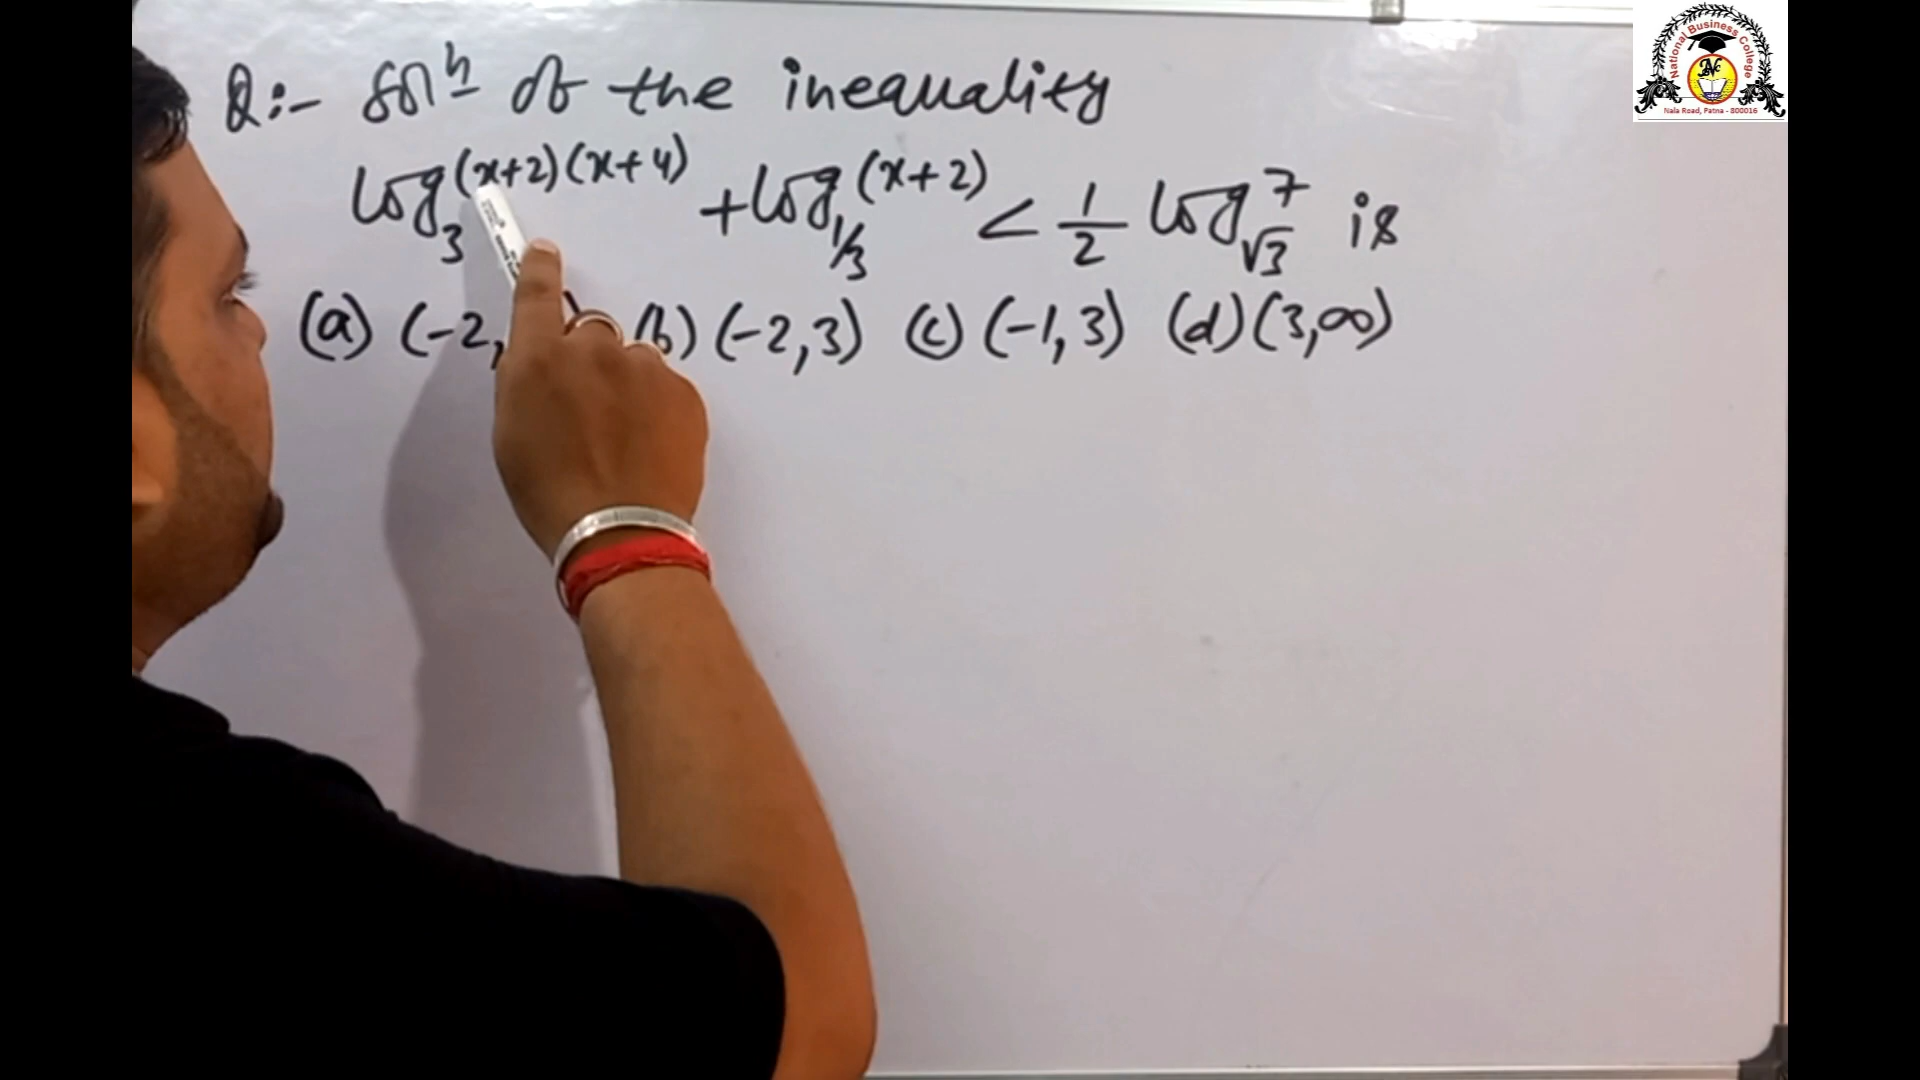 Q:- Solⁿ of the inequality
log₃(x+2)(x+4) + log₁/₃(x+2) < 1/2 log√3 7 is
(a) (-2, (b) (-2,3) (c) (-1,3) (d) (3,∞)
National Business College
NBC
Nala Road, Patna - 800016